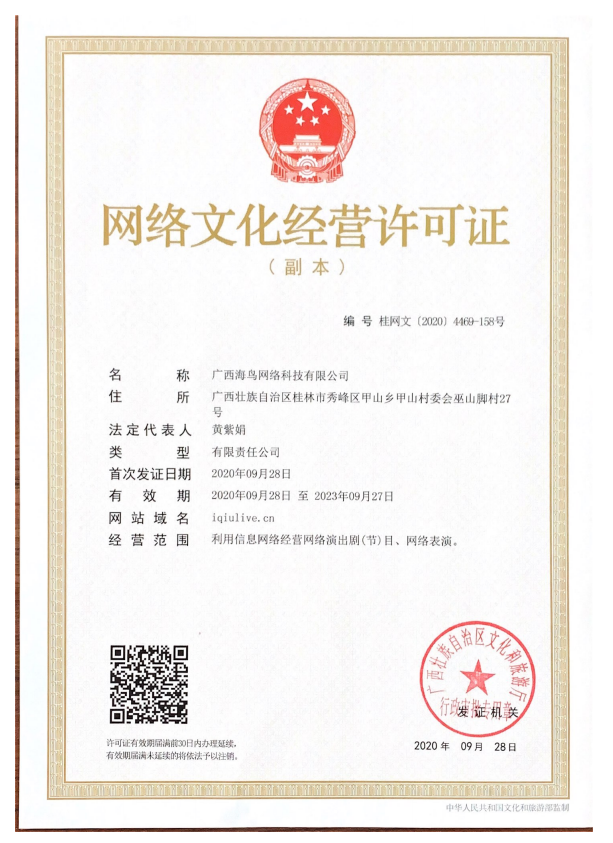 网络文化经营许可证
（副本）
编 号 桂网文〔2020〕4469-158号
名 称 广西海鸟网络科技有限公司
住 所 广西壮族自治区桂林市秀峰区甲山乡甲山村委会巫山脚村27
号
法定代表人 黄紫娟
类 型 有限责任公司
首次发证日期 2020年09月28日
有 效 期 2020年09月28日 至 2023年09月27日
网 站 域 名 iqiulive.cn
经 营 范 围 利用信息网络经营网络演出剧(节)目、网络表演。
广西壮族自治区文化和旅游厅
行政审批专用章
发证机关
许可证有效期届满前30日内办理延续,
有效期届满未延续的将依法予以注销。
2020 年 09 月 28 日
中华人民共和国文化和旅游部监制